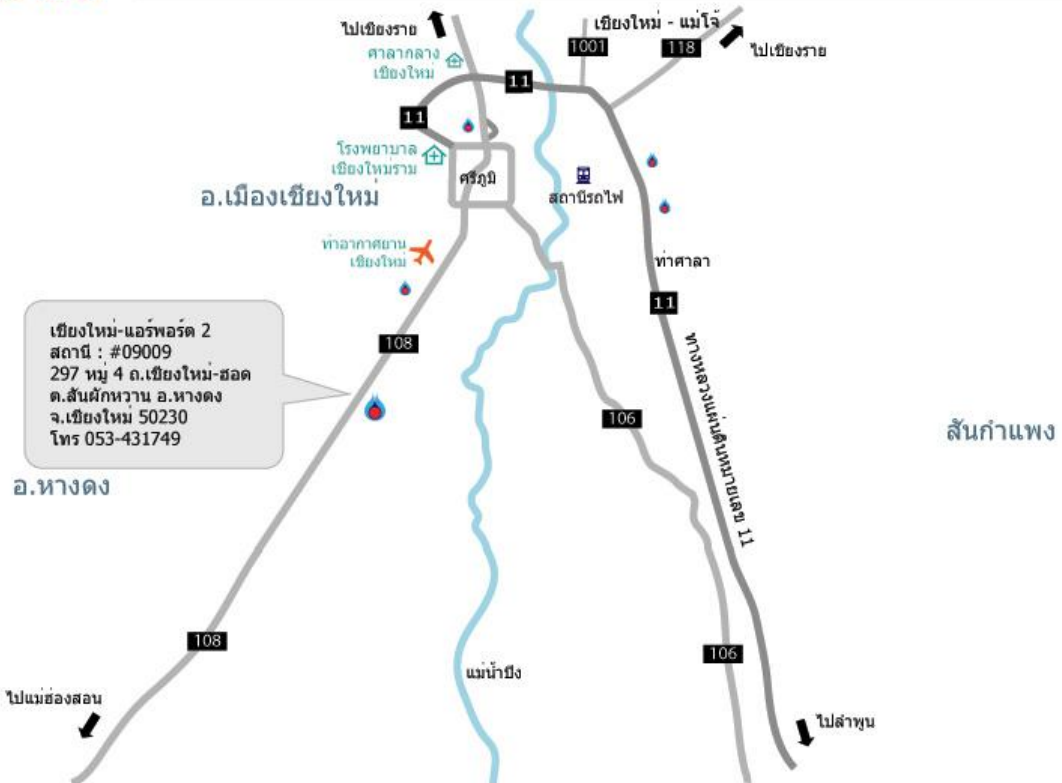 เชียงใหม่ - แม่โจ้
ไปเชียงราย
1001
118
ไปเชียงราย
ศาลากลาง
เชียงใหม่
11
11
โรงพยาบาล
เชียงใหม่ราม
ศรีภูมิ
สถานีรถไฟ
อ.เมืองเชียงใหม่
ท่าอากาศยาน
เชียงใหม่
ท่าศาลา
11
108
เชียงใหม่-แอร์พอร์ต 2
สถานี : #09009
297 หมู่ 4 ถ.เชียงใหม่-ฮอด
ต.สันผักหวาน อ.หางดง
จ.เชียงใหม่ 50230
โทร 053-431749
ทางหลวงแผ่นดินหมายเลข 11
106
สันกำแพง
อ.หางดง
108
106
แม่น้ำปิง
ไปแม่ฮ่องสอน
ไปลำพูน